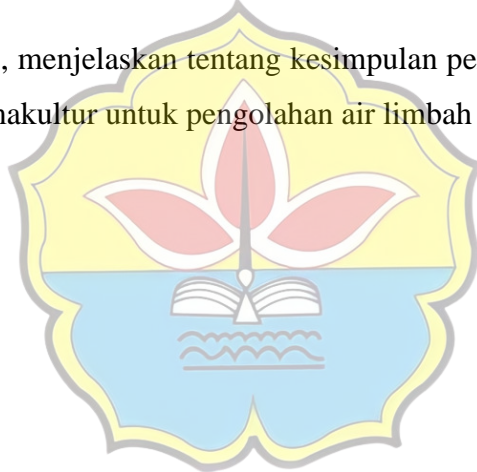 , menjelaskan tentang kesimpulan pe
nakultur untuk pengolahan air limbah